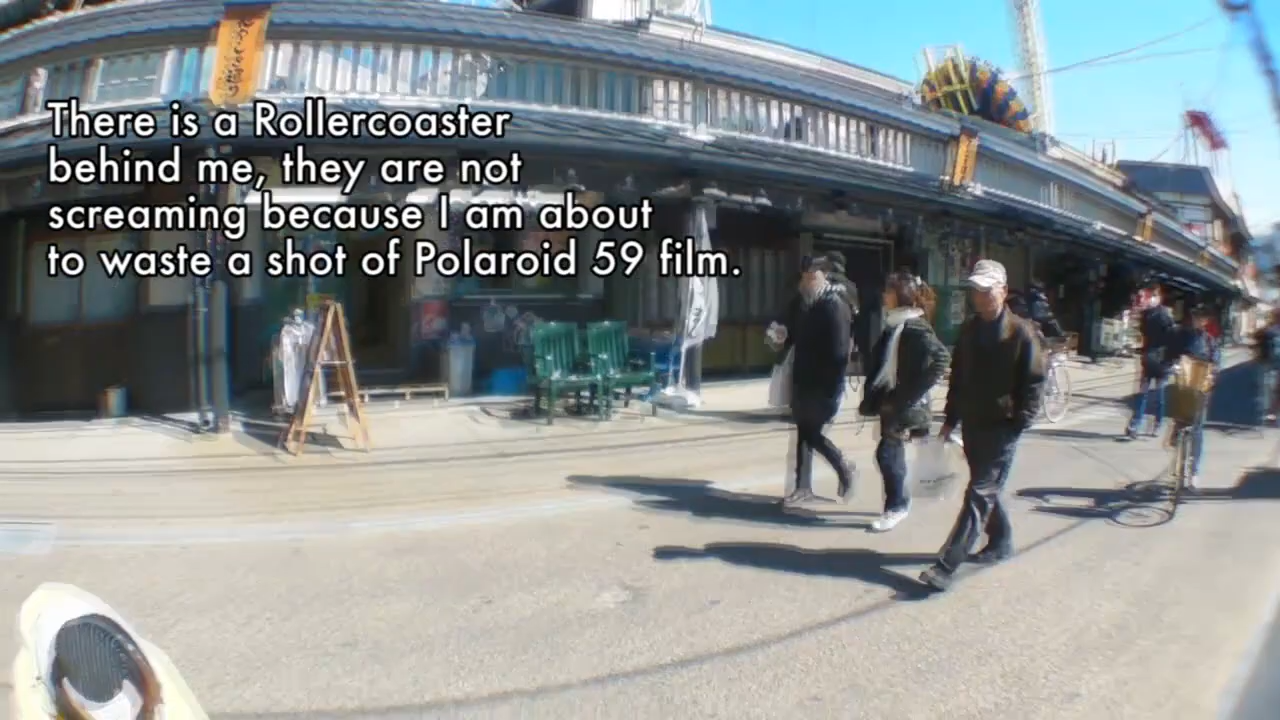 There is a Rollercoaster
behind me, they are not
screaming because I am about
to waste a shot of Polaroid 59 film.